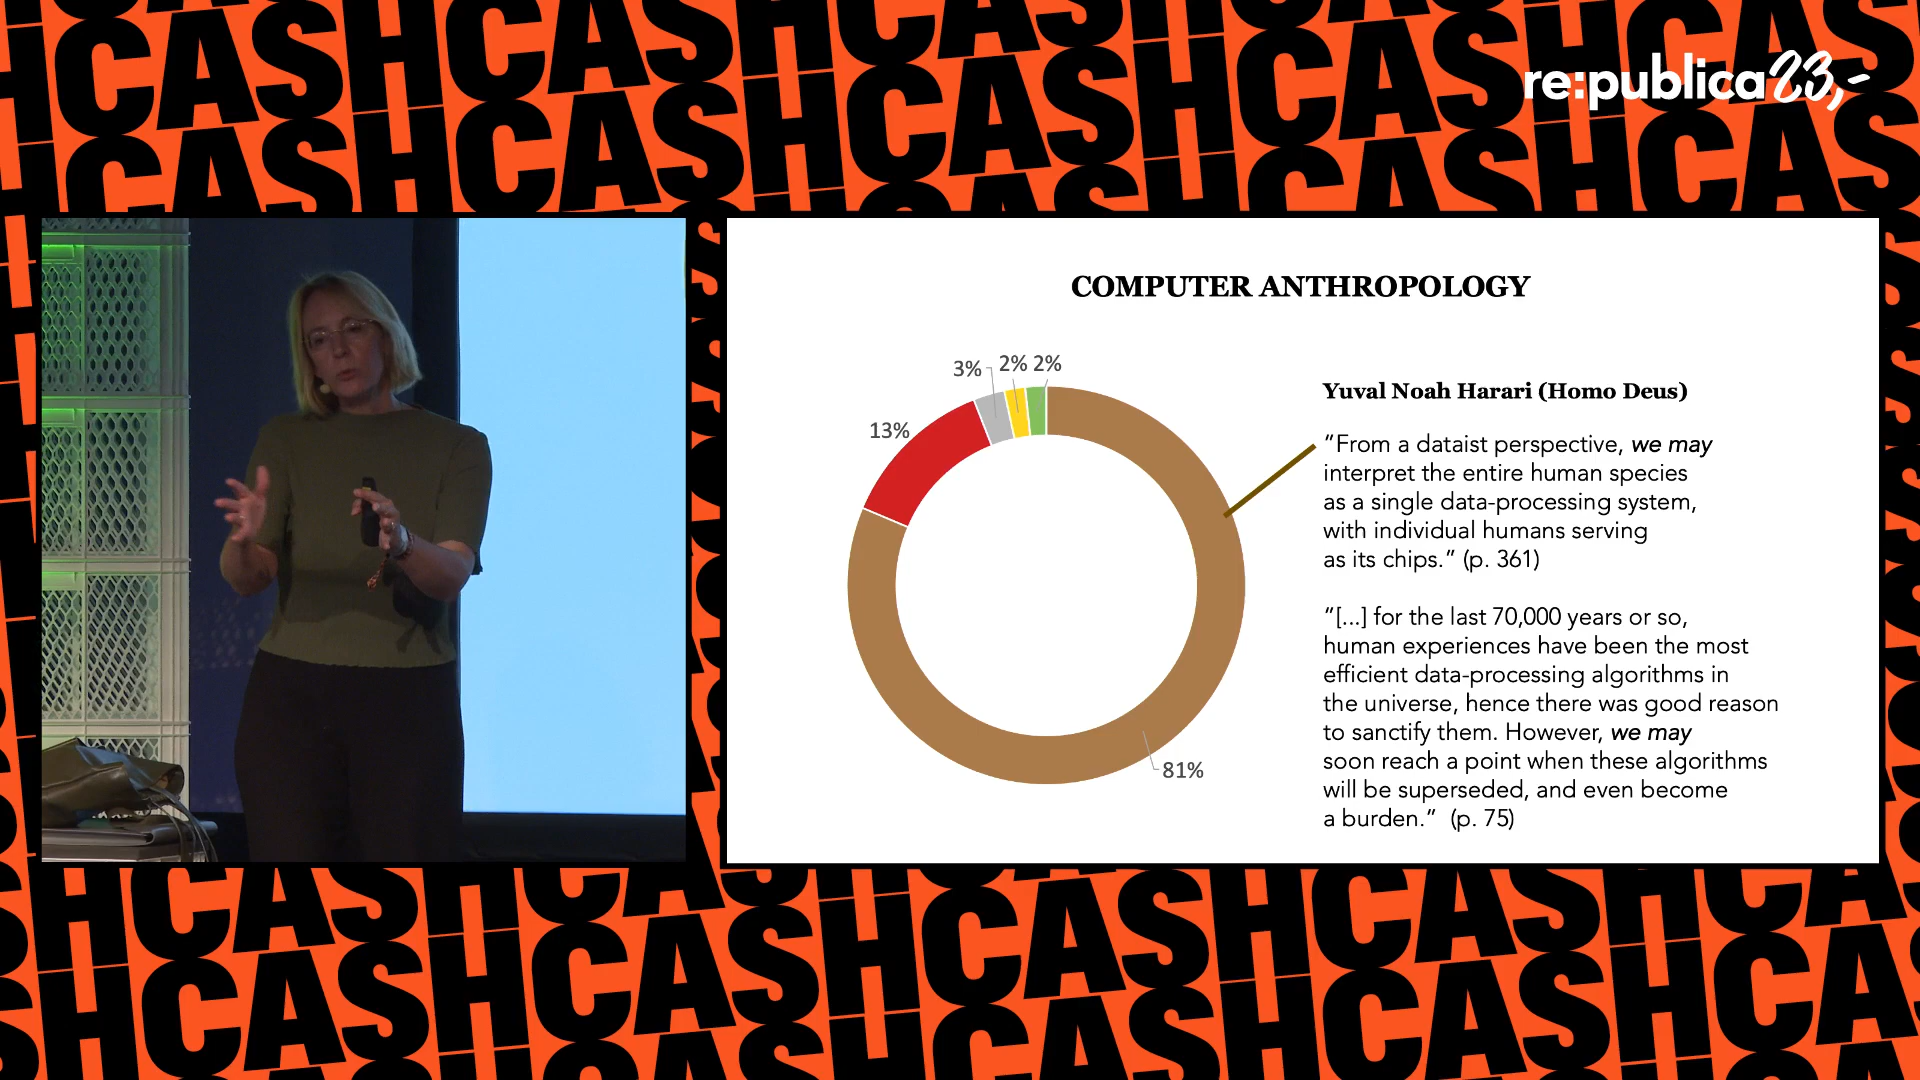 CASHCASHCASHCASHCASH
re:publica23,-
COMPUTER ANTHROPOLOGY
3%
2%
2%
13%
81%
Yuval Noah Harari (Homo Deus)
“From a dataist perspective, we may
interpret the entire human species
as a single data-processing system,
with individual humans serving
as its chips.” (p. 361)
“[...] for the last 70,000 years or so,
human experiences have been the most
efficient data-processing algorithms in
the universe, hence there was good reason
to sanctify them. However, we may
soon reach a point when these algorithms
will be superseded, and even become
a burden.” (p. 75)